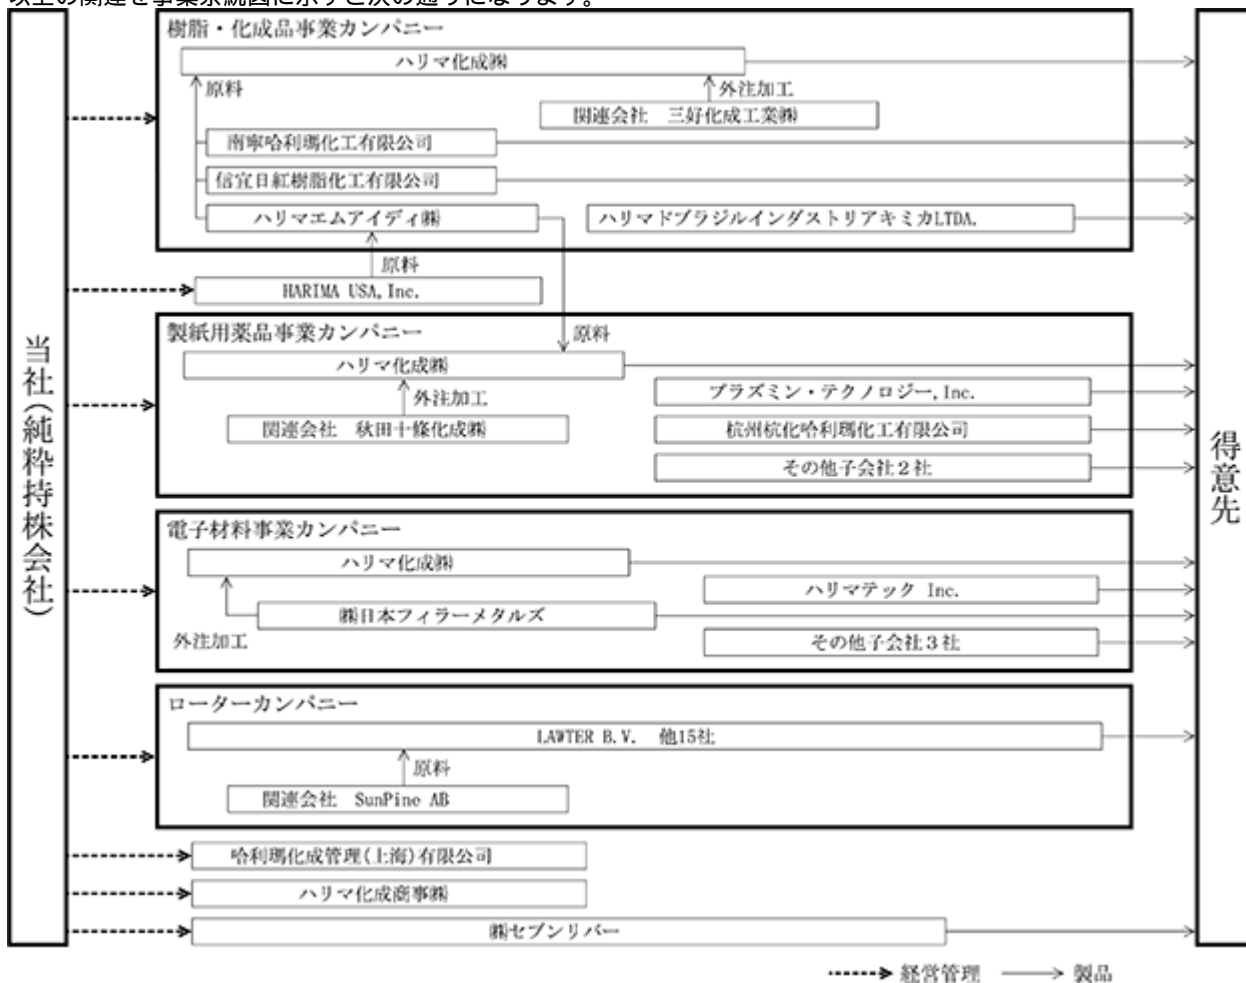 以上の関連を事業系統図に示すと次の通りになります。
樹脂・化成品事業カンパニー
ハリマ化成㈱
原料
外注加工
関連会社　三好化成工業㈱
南寧哈利瑪化工有限公司
信宜日紅樹脂化工有限公司
ハリマエムアイディ㈱
ハリマドブラジルインダストリアキミカLTDA.
原料
HARIMA USA, Inc.
製紙用薬品事業カンパニー
原料
ハリマ化成㈱
外注加工
関連会社　秋田十條化成㈱
プラズミン・テクノロジー, Inc.
杭州杭化哈利瑪化工有限公司
その他子会社２社
電子材料事業カンパニー
ハリマ化成㈱
ハリマテック Inc.
㈱日本フィラーメタルズ
外注加工
その他子会社３社
ローターカンパニー
LAWTER B.V.　他15社
原料
関連会社　SunPine AB
哈利瑪化成管理(上海)有限公司
ハリマ化成商事㈱
㈱セブンリバー
当社(純粋持株会社)
得意先
経営管理
製品